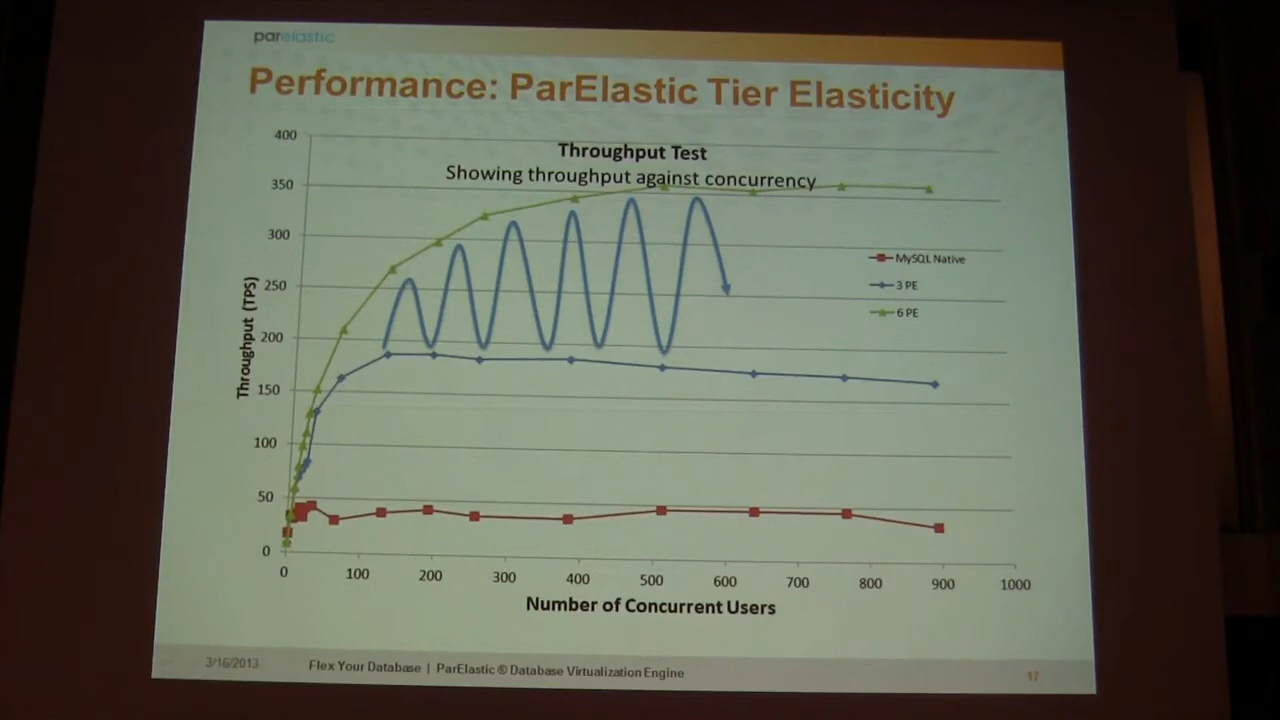 parelastic
Performance: ParElastic Tier Elasticity
Throughput Test
Showing throughput against concurrency
400
350
300
250
200
150
100
50
0
Throughput (TPS)
MySQL Native
3 PE
6 PE
0 100 200 300 400 500 600 700 800 900 1000
Number of Concurrent Users
3/16/2013 Flex Your Database | ParElastic ® Database Virtualization Engine 17